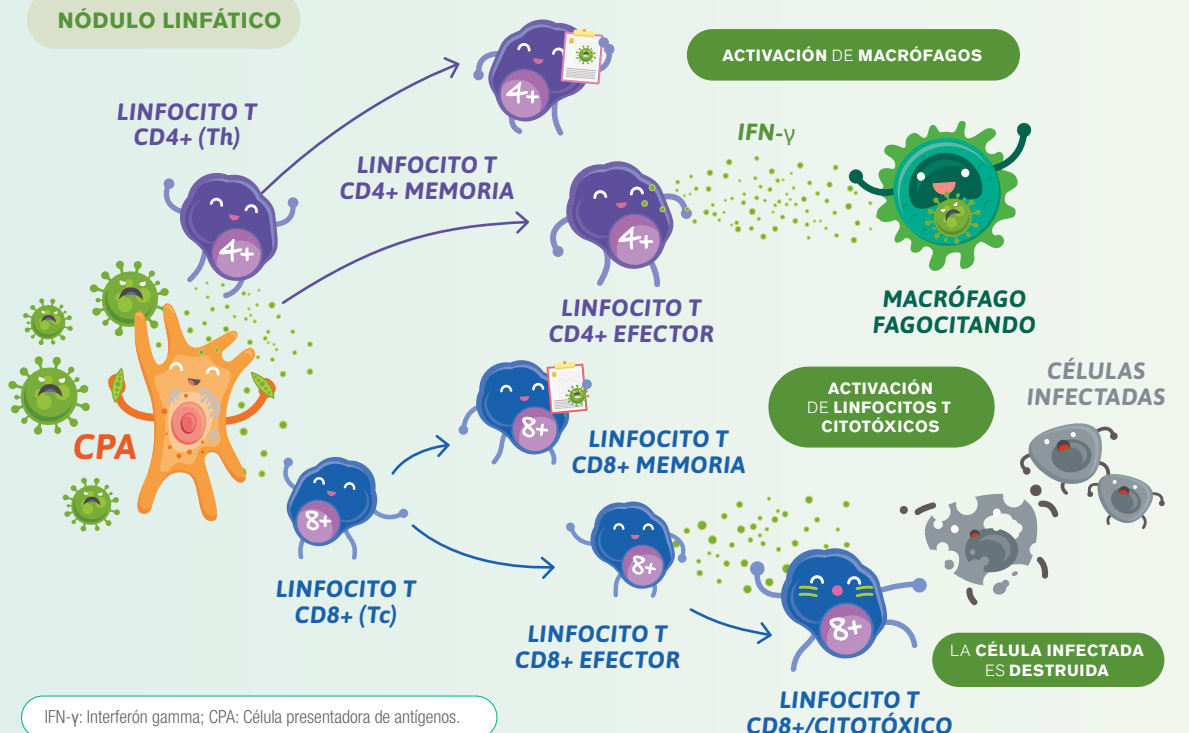 NÓDULO LINFÁTICO
ACTIVACIÓN DE MACRÓFAGOS
4+
LINFOCITO T
CD4+ (Th)
IFN-γ
LINFOCITO T
CD4+ MEMORIA
4+
4+
LINFOCITO T
CD4+ EFECTOR
MACRÓFAGO
FAGOCITANDO
CPA
ACTIVACIÓN
DE LINFOCITOS T
CITOTÓXICOS
CÉLULAS
INFECTADAS
8+
LINFOCITO T
CD8+ MEMORIA
8+
LINFOCITO T
CD8+ (Tc)
8+
LINFOCITO T
CD8+ EFECTOR
8+
LA CÉLULA INFECTADA
ES DESTRUIDA
LINFOCITO T
CD8+/CITOTÓXICO
IFN-γ: Interferón gamma; CPA: Célula presentadora de antígenos.